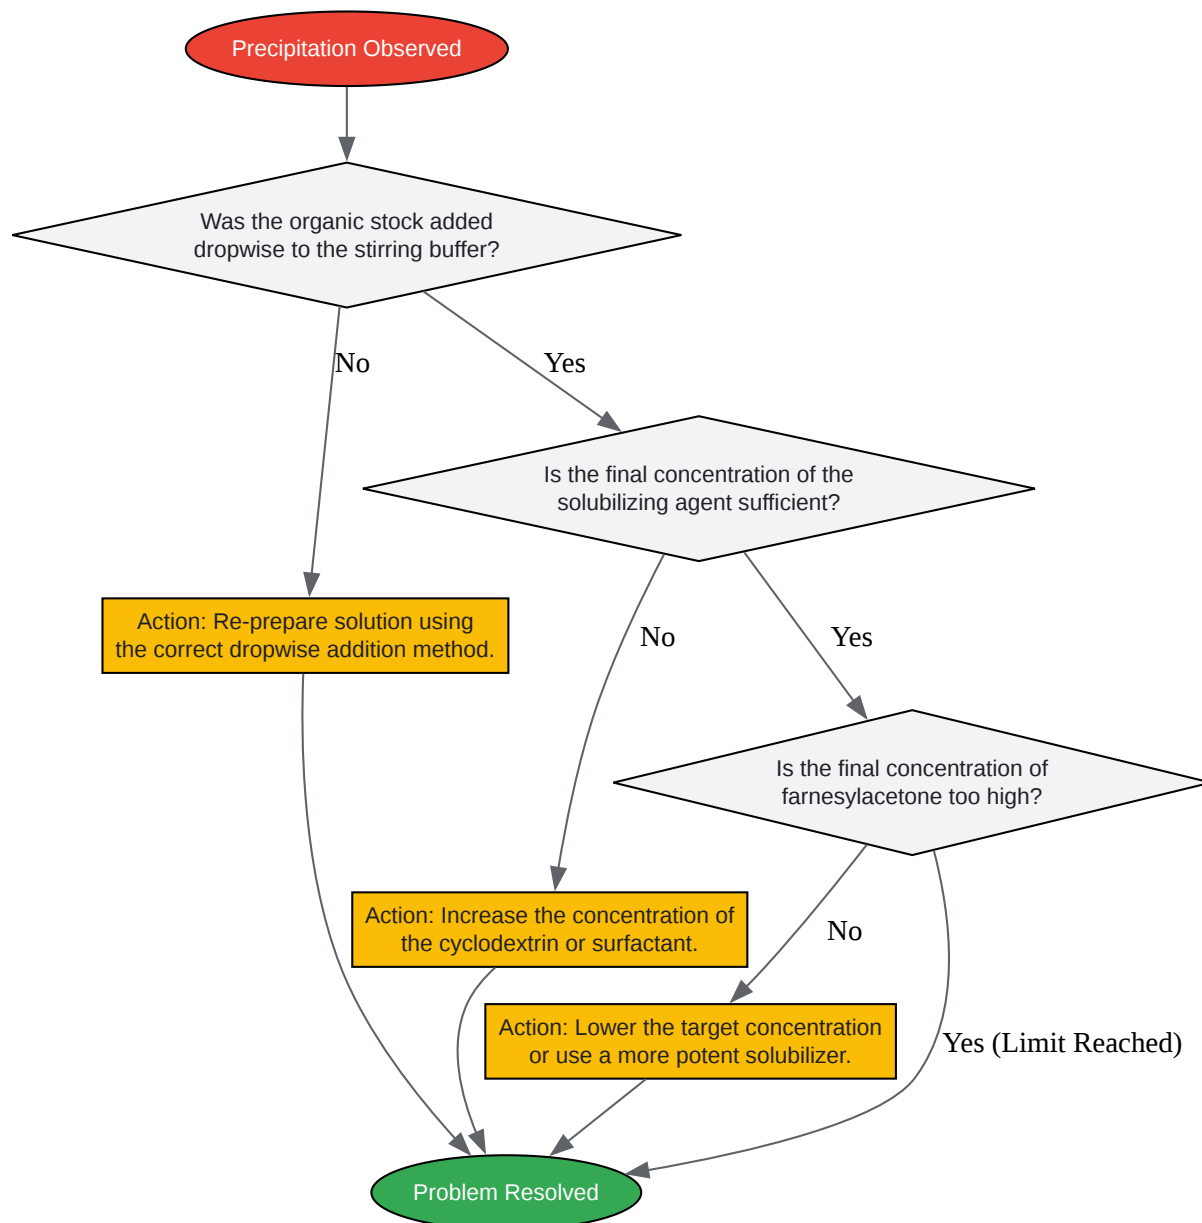 Precipitation Observed
Was the organic stock added
dropwise to the stirring buffer?
No
Yes
Is the final concentration of the
solubilizing agent sufficient?
Action: Re-prepare solution using
the correct dropwise addition method.
No
Yes
Is the final concentration of
farnesylacetone too high?
Action: Increase the concentration of
the cyclodextrin or surfactant.
No
Action: Lower the target concentration
or use a more potent solubilizer.
Yes (Limit Reached)
Problem Resolved